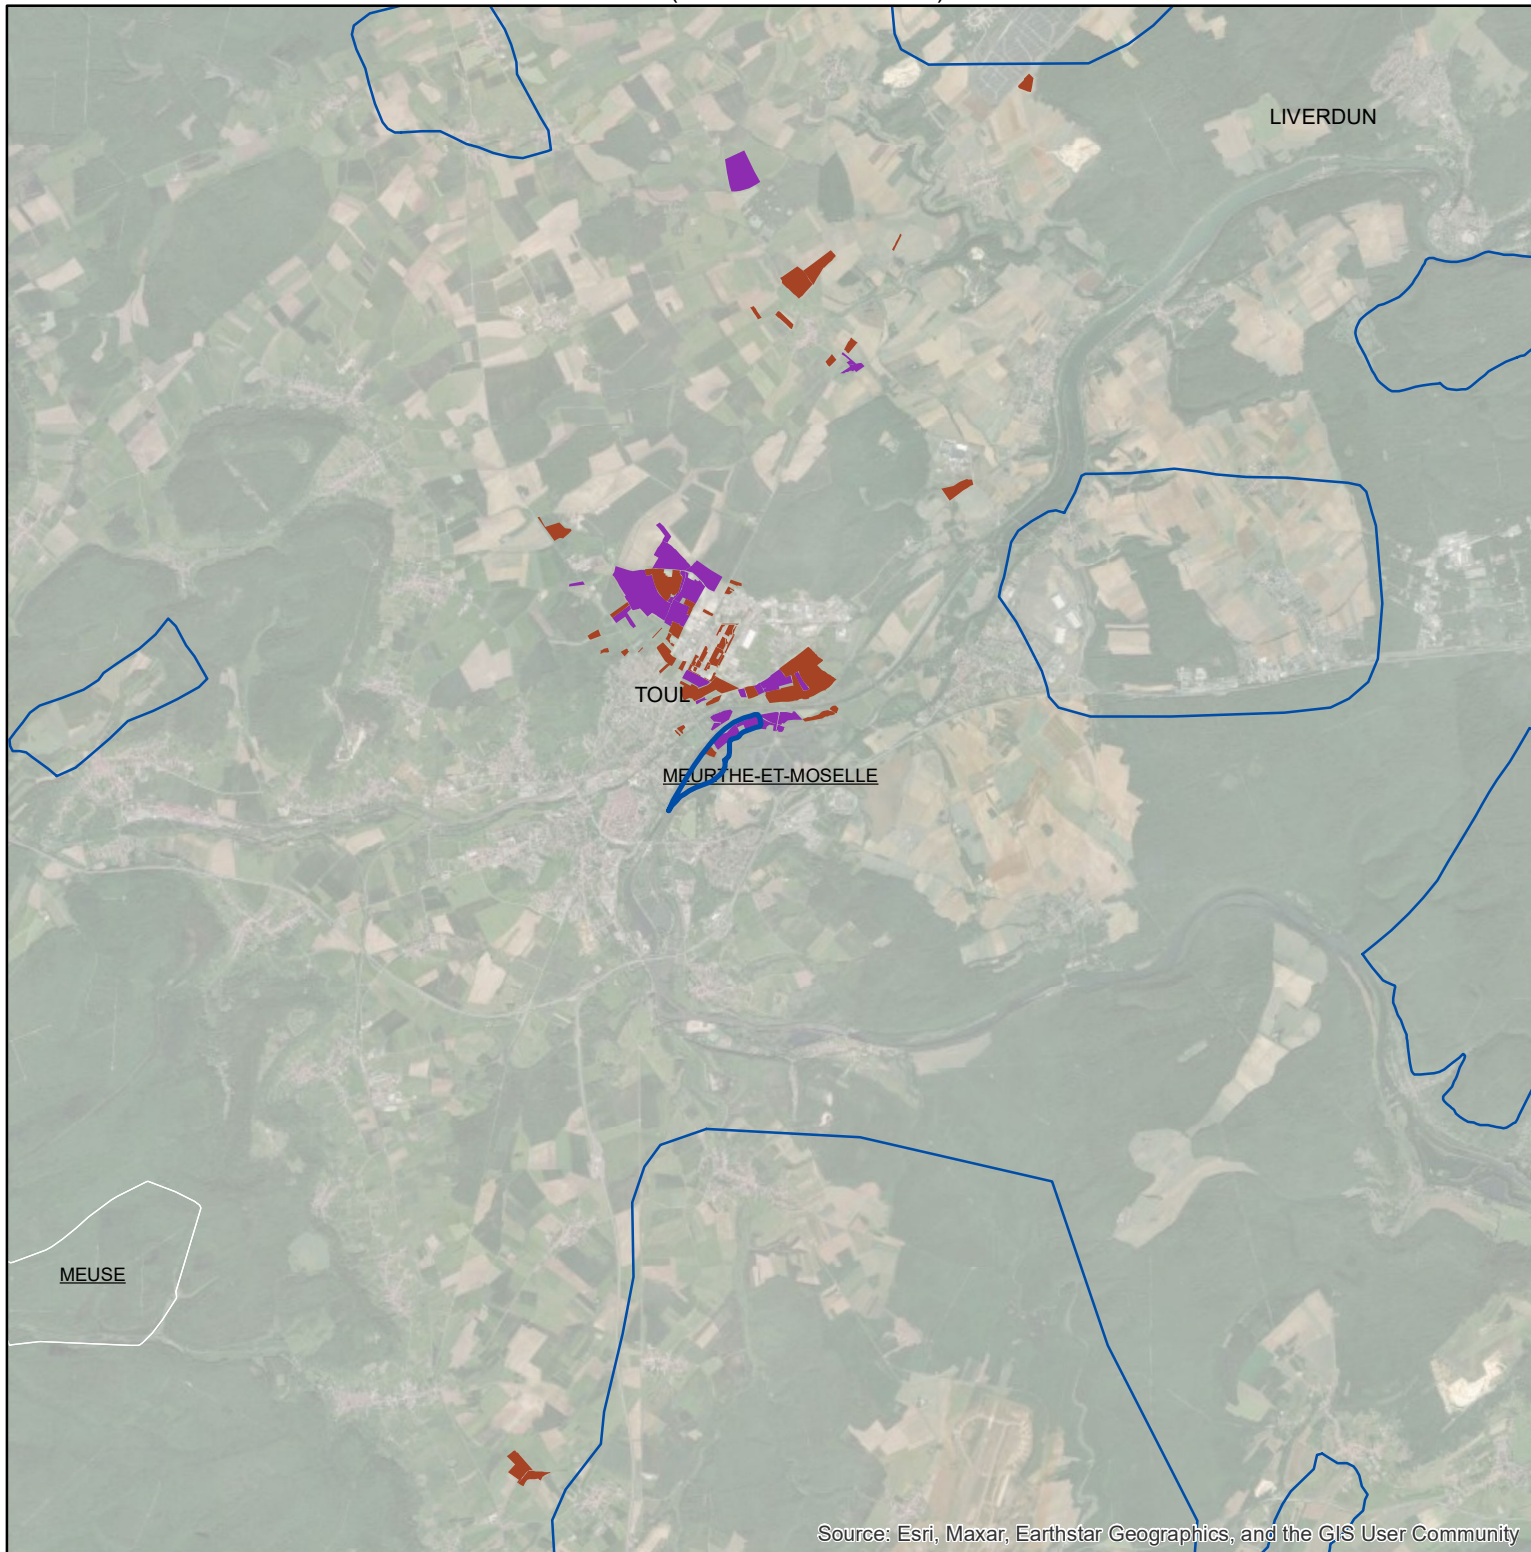 LIVERDUN
TOUL
MEURTHE-ET-MOSELLE
MEUSE
Source: Esri, Maxar, Earthstar Geographics, and the GIS User Community